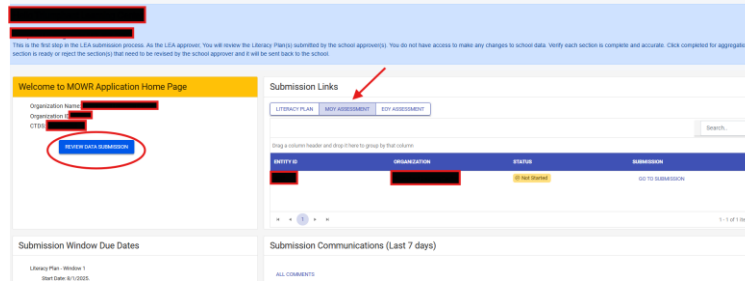 This is the first step in the LEA submission process. As the LEA approver, You will review the Literacy Plan(s) submitted by the school approver(s). You do not have access to make any changes to school data. Verify each section is complete and accurate. Click completed for aggregatio
section is ready or reject the section(s) that need to be revised by the school approver and it will be sent back to the school.
Welcome to MOWR Application Home Page
Organization Name:
Organization I
CTDS:
REVIEW DATA SUBMISSION
Submission Links
LITERACY PLAN MOY ASSESSMENT EOY ASSESSMENT
Search..
Drag a column header and drop it here to group by that column
ENTITY ID ORGANIZATION STATUS SUBMISSION
Not Started GO TO SUBMISSION
1
1-1 of 1 ite
Submission Window Due Dates
Literacy Plan - Window 1
Start Date: 8/1/2025.
Submission Communications (Last 7 days)
ALL COMMENTS